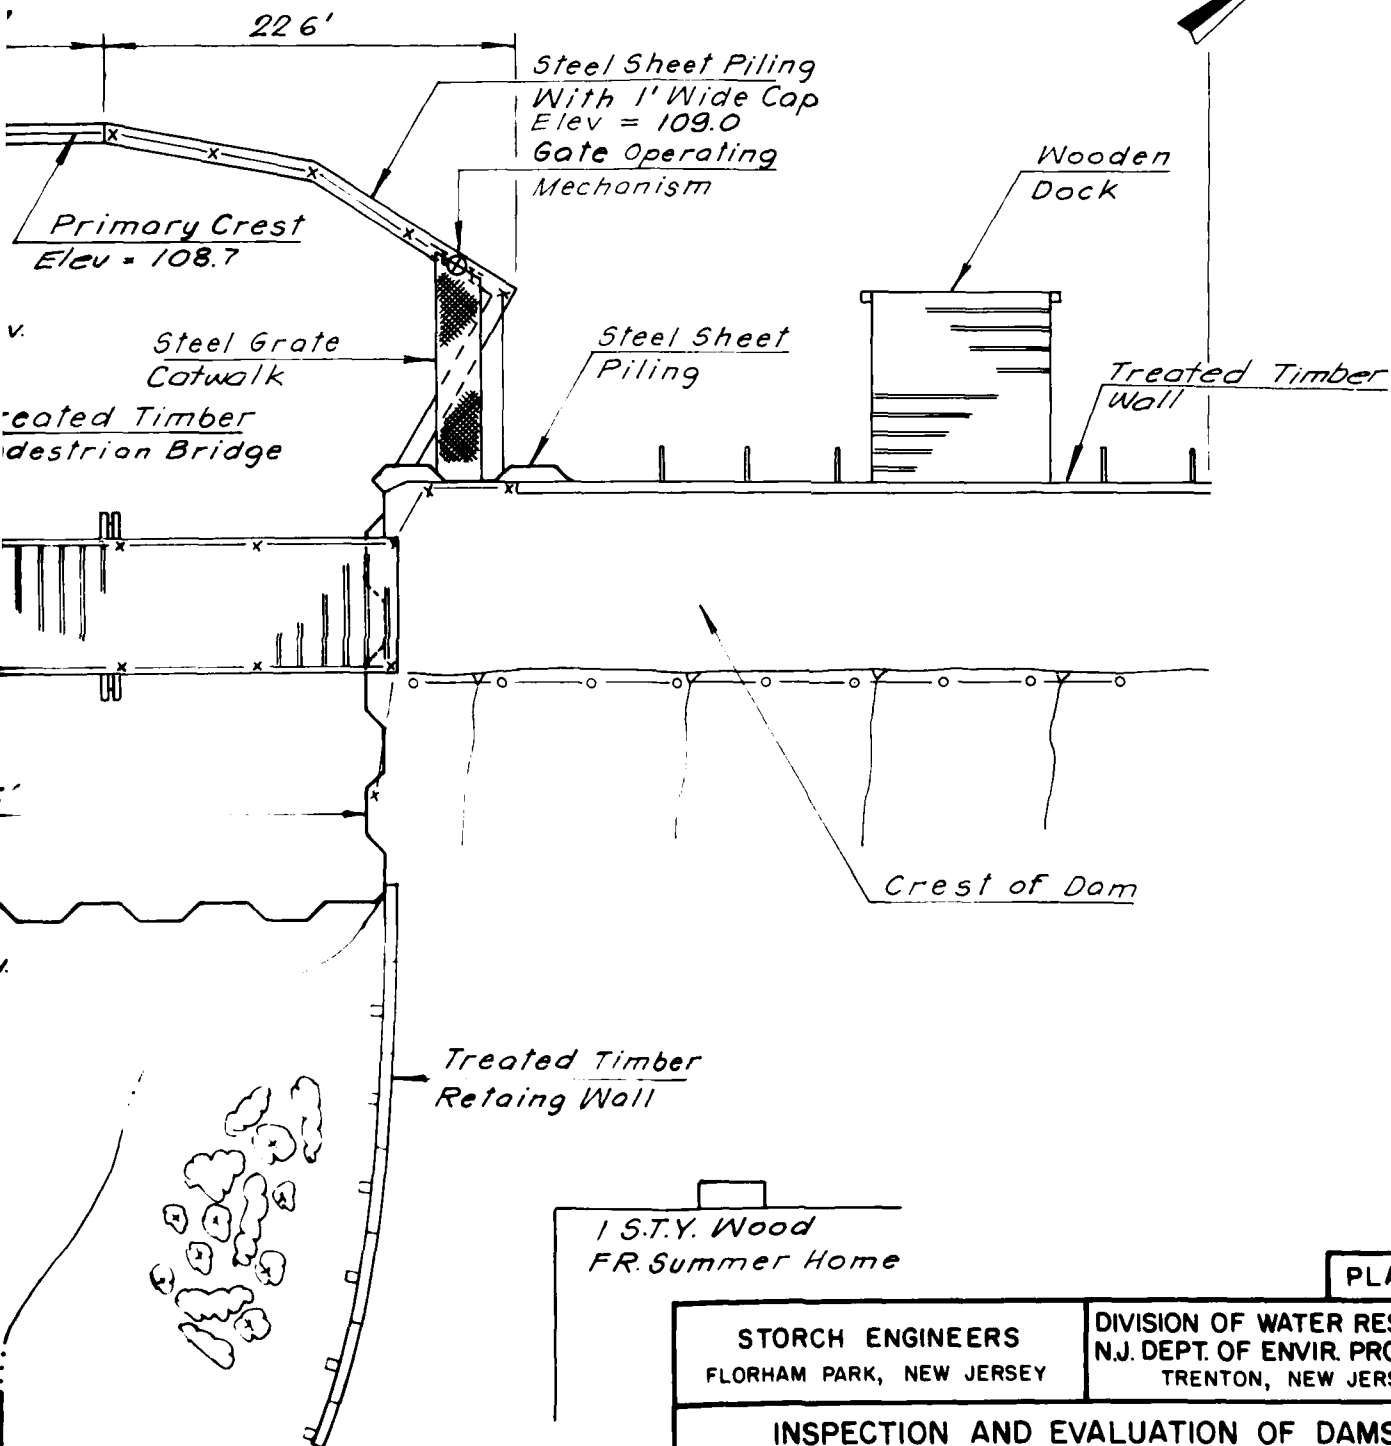 22 6'
Steel Sheet Piling
With 1' Wide Cap
Elev = 109.0
Gate Operating
Mechanism
Wooden
Dock
Primary Crest
Elev = 108.7
v.
Steel Grate
Catwalk
Steel Sheet
Piling
Treated Timber
Wall
reated Timber
destrian Bridge
Crest of Dam
Treated Timber
Retaing Wall
1 S.T.Y. Wood
FR. Summer Home
PLA
STORCH ENGINEERS
FLORHAM PARK, NEW JERSEY
DIVISION OF WATER RES
N.J. DEPT. OF ENVIR. PRO
TRENTON, NEW JERS
INSPECTION AND EVALUATION OF DAMS